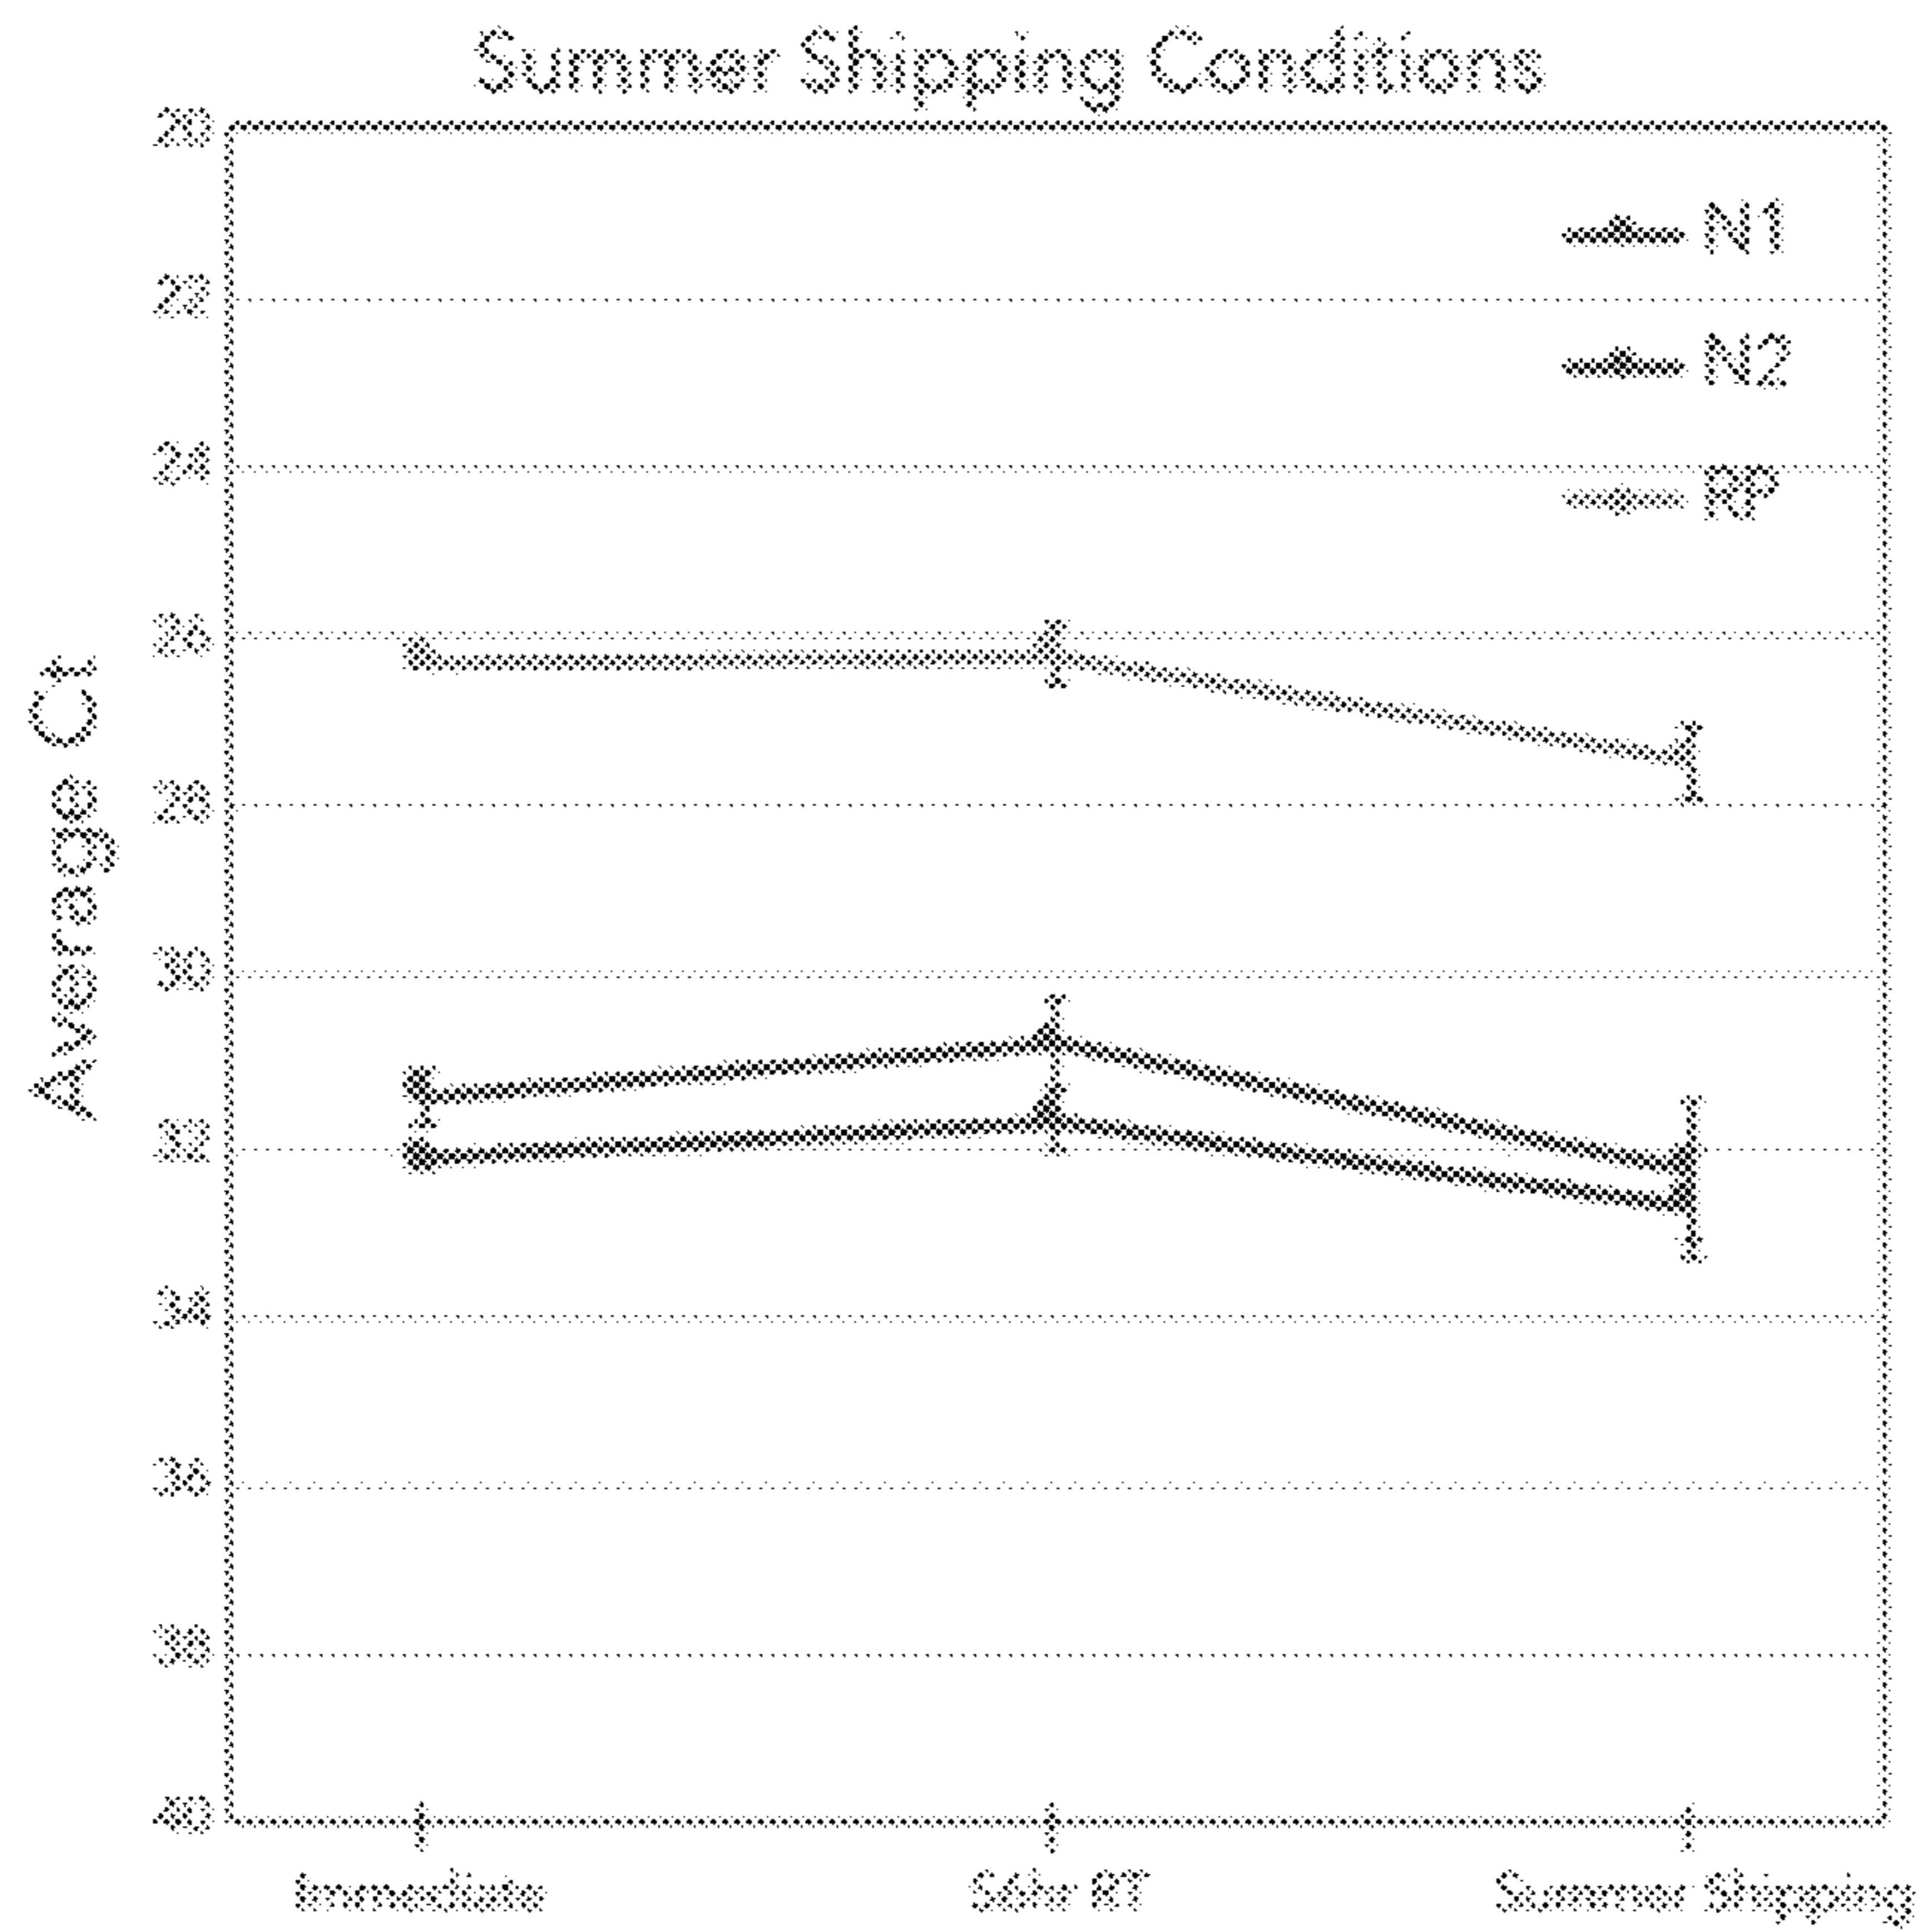 Summer Shipping Conditions
20
22
24
26
28
30
32
34
36
38
40
Average Ct
N1
N2
RP
Immediate
RT
Summer Shipping